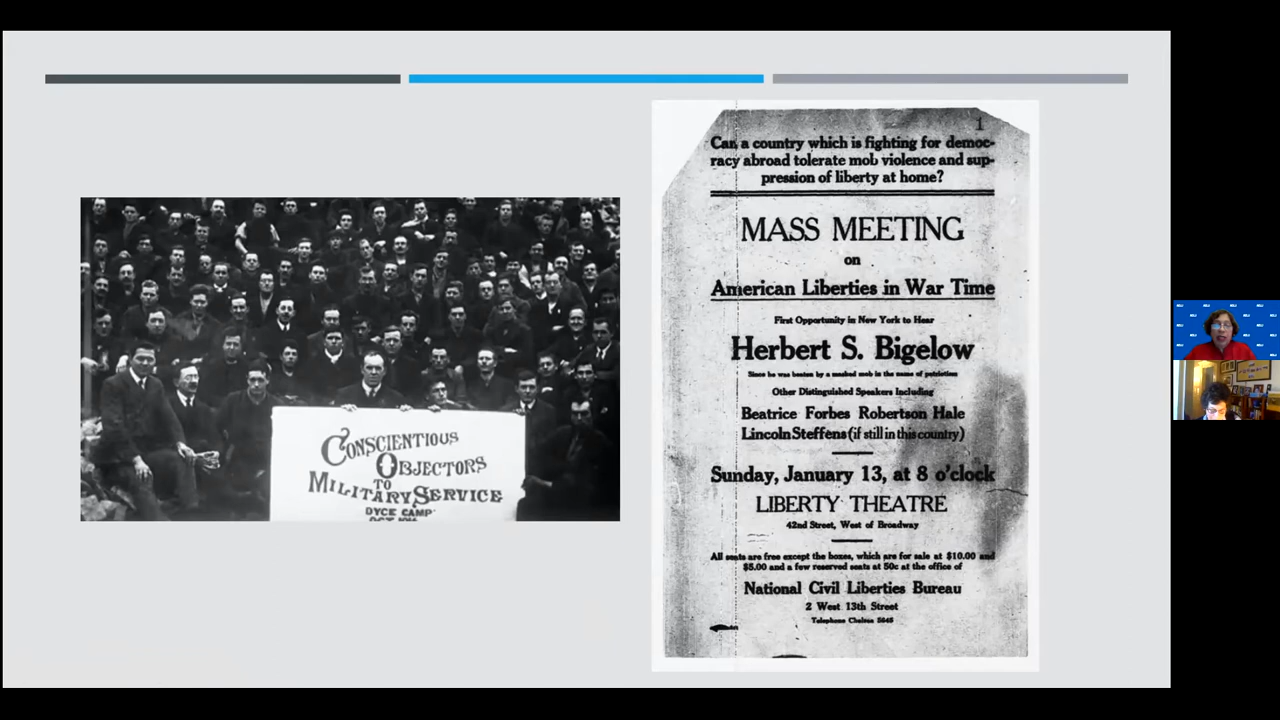 CONSCIENTIOUS
OBJECTORS
TO
MILITARY SERVICE
DYCE CAMP
1
Can a country which is fighting for democ-
racy abroad tolerate mob violence and sup-
pression of liberty at home?
MASS MEETING
on
American Liberties in War Time
First Opportunity in New York to Hear
Herbert S. Bigelow
Since he was beaten by a masked mob in the name of patriotism
Other Distinguished Speakers Including
Beatrice Forbes Robertson Hale
Lincoln Steffens (if still in this country)
Sunday, January 13, at 8 o'clock
LIBERTY THEATRE
42nd Street, West of Broadway
All seats are free except the boxes, which are for sale at $10.00 and
$5.00 and a few reserved seats at 50c at the office of
National Civil Liberties Bureau
2 West 13th Street
Telephone Chelsea 5645